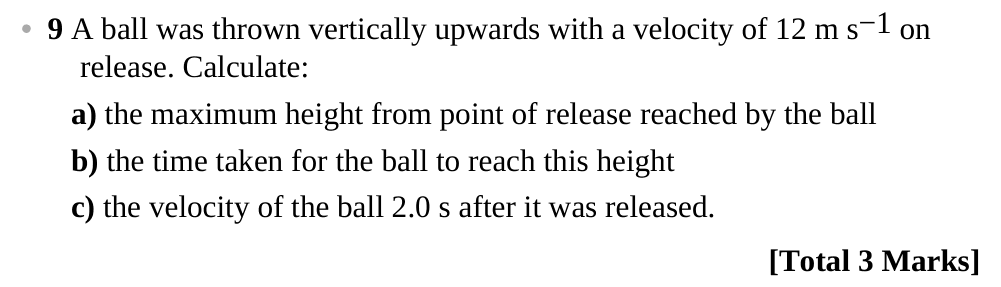 • 9 A ball was thrown vertically upwards with a velocity of 12 m s⁻¹ on
release. Calculate:
a) the maximum height from point of release reached by the ball
b) the time taken for the ball to reach this height
c) the velocity of the ball 2.0 s after it was released.
[Total 3 Marks]